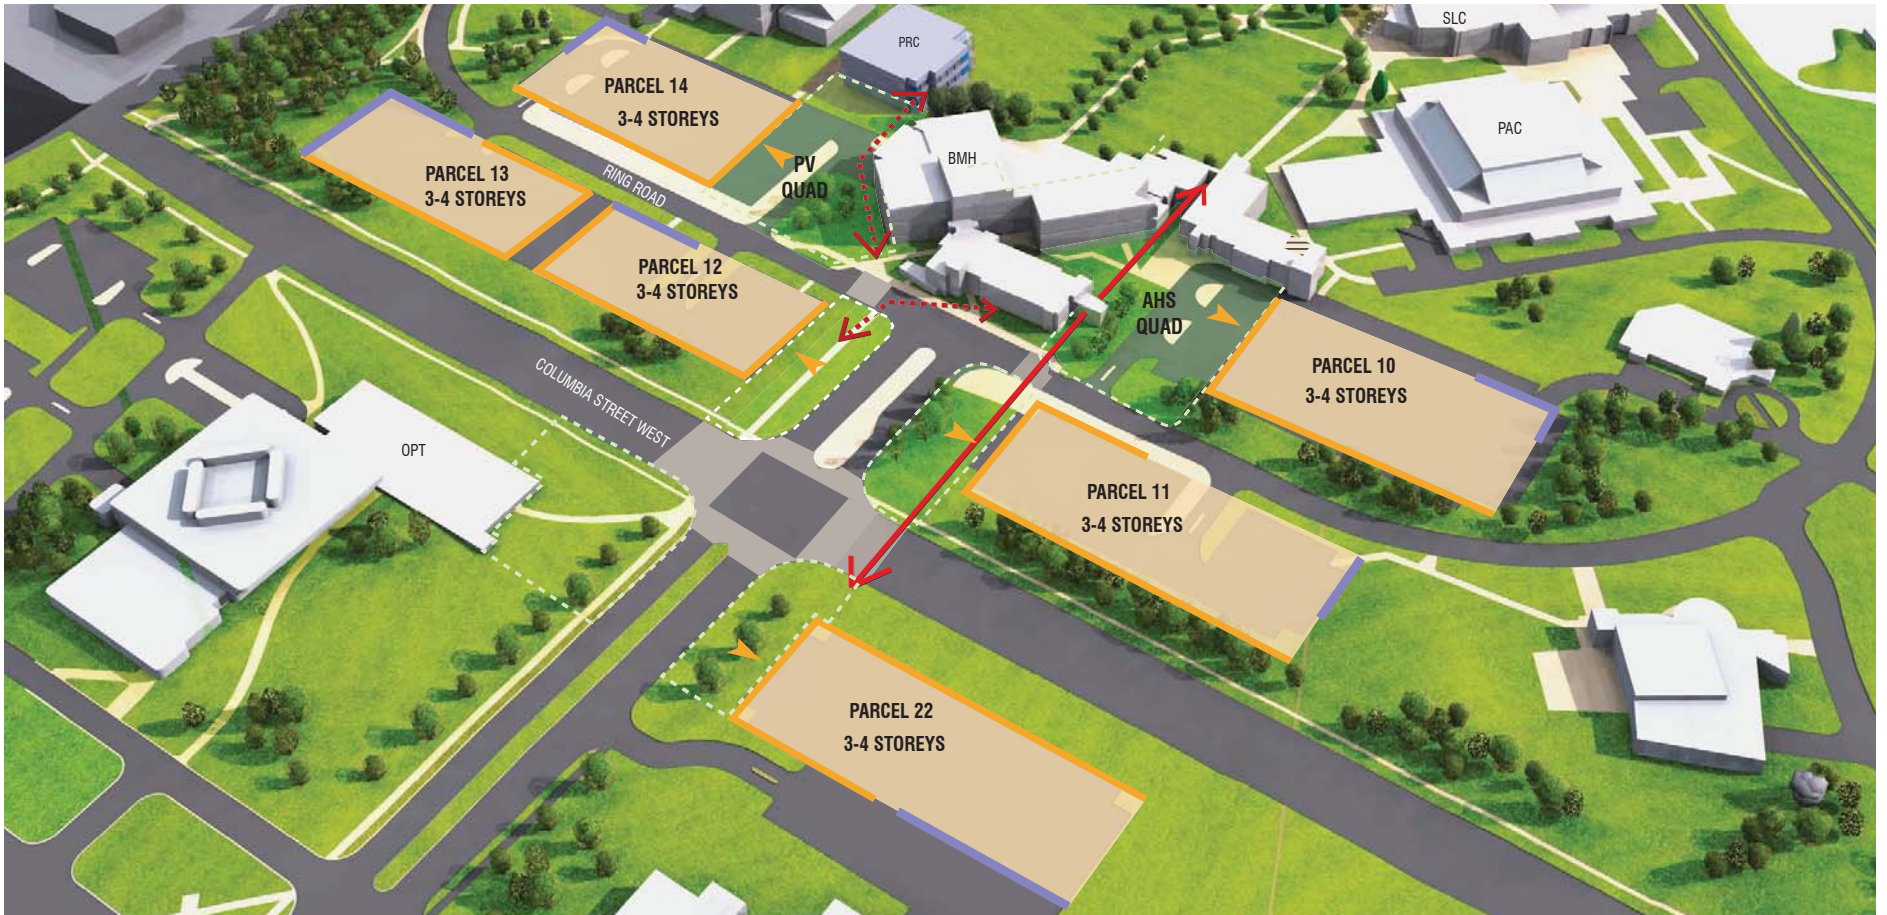 SLC
PRC
PARCEL 14
3-4 STOREYS
PAC
BMH
PV
QUAD
PARCEL 13
3-4 STOREYS
RING ROAD
PARCEL 12
3-4 STOREYS
AHS
QUAD
PARCEL 10
3-4 STOREYS
COLUMBIA STREET WEST
OPT
PARCEL 11
3-4 STOREYS
PARCEL 22
3-4 STOREYS